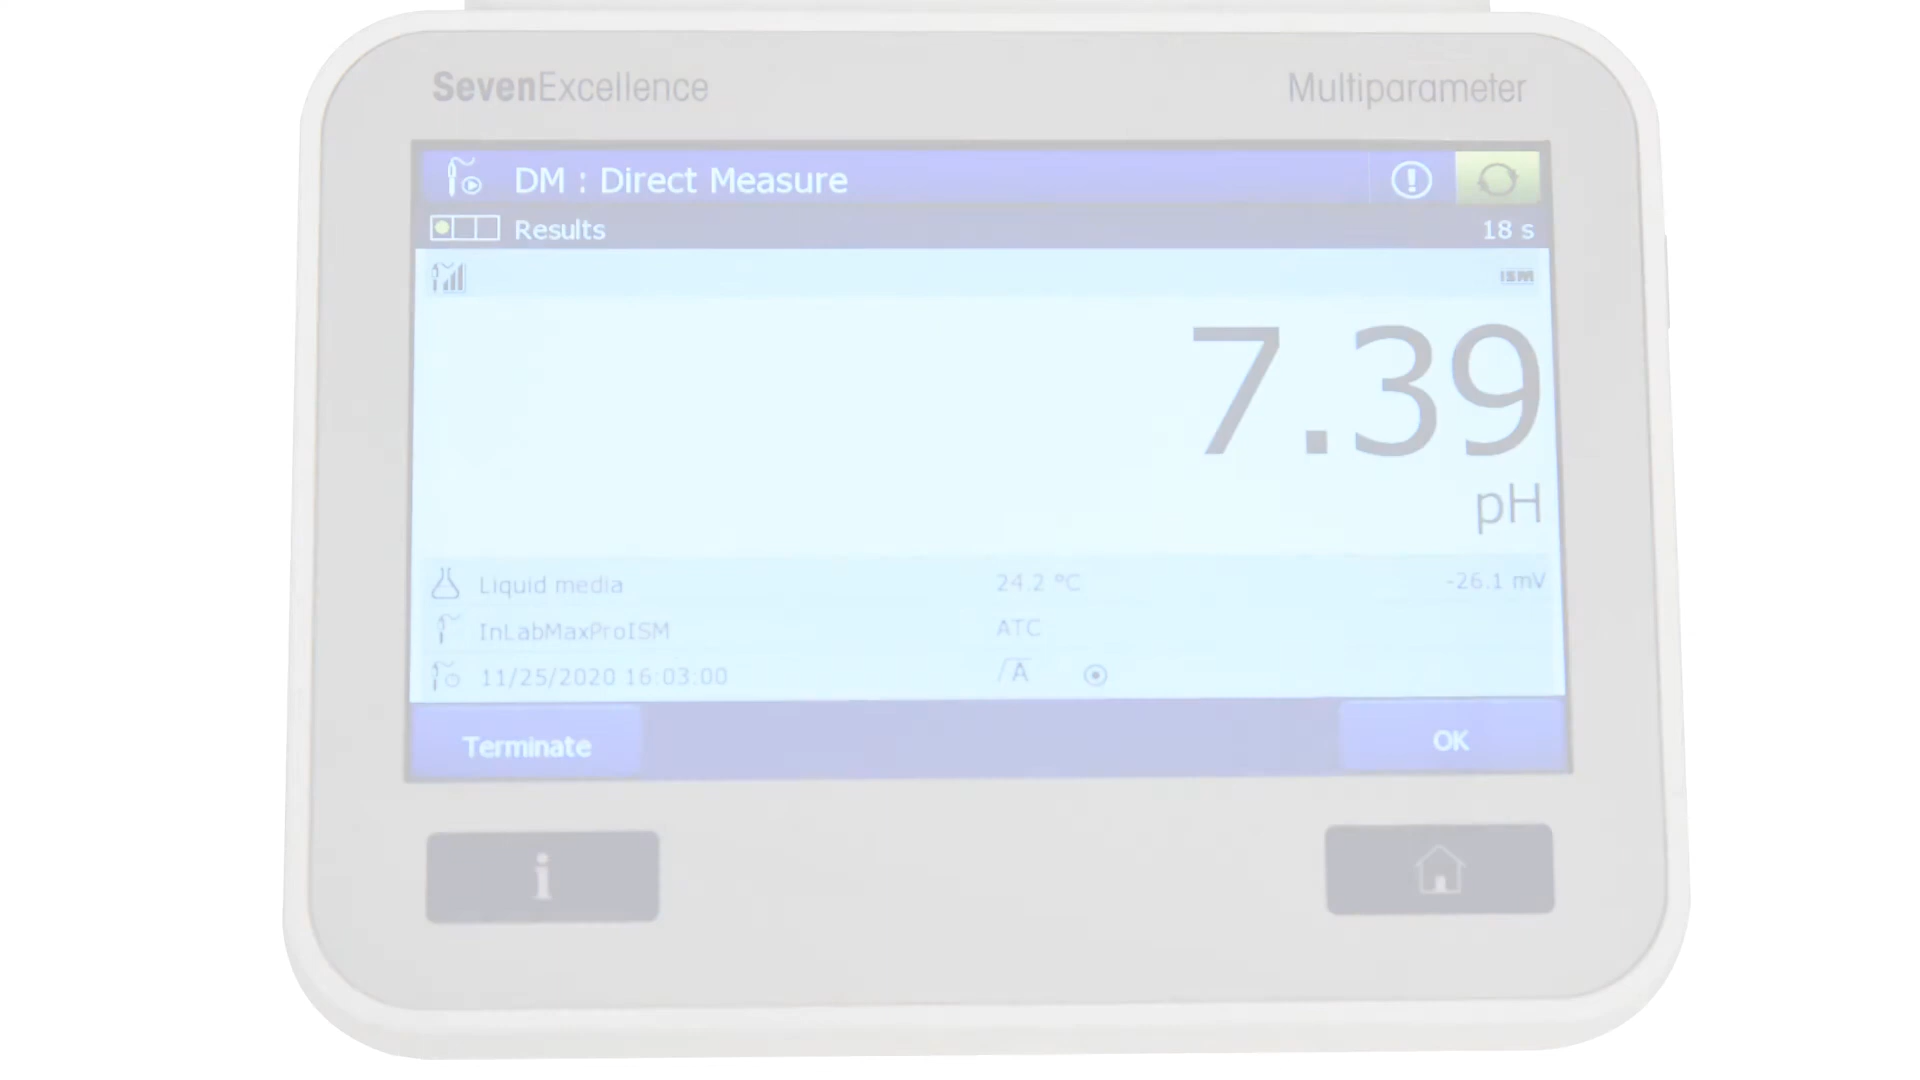 SevenExcellence Multiparameter
DM : Direct Measure
Results 18 s
ISM
7.39
pH
Liquid media 24.2 °C -26.1 mV
InLabMaxProISM ATC
11/25/2020 16:03:00 A
Terminate OK
i